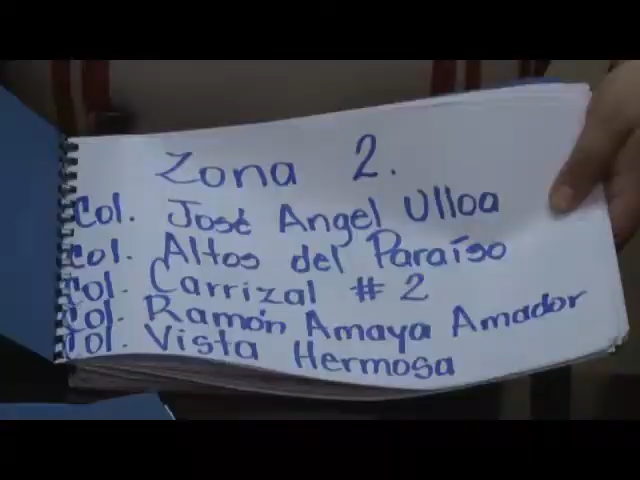 Zona 2.
Col. José Angel Ulloa
Col. Altos del Paraíso
Col. Carrizal # 2
Col. Ramón Amaya Amador
Col. Vista Hermosa